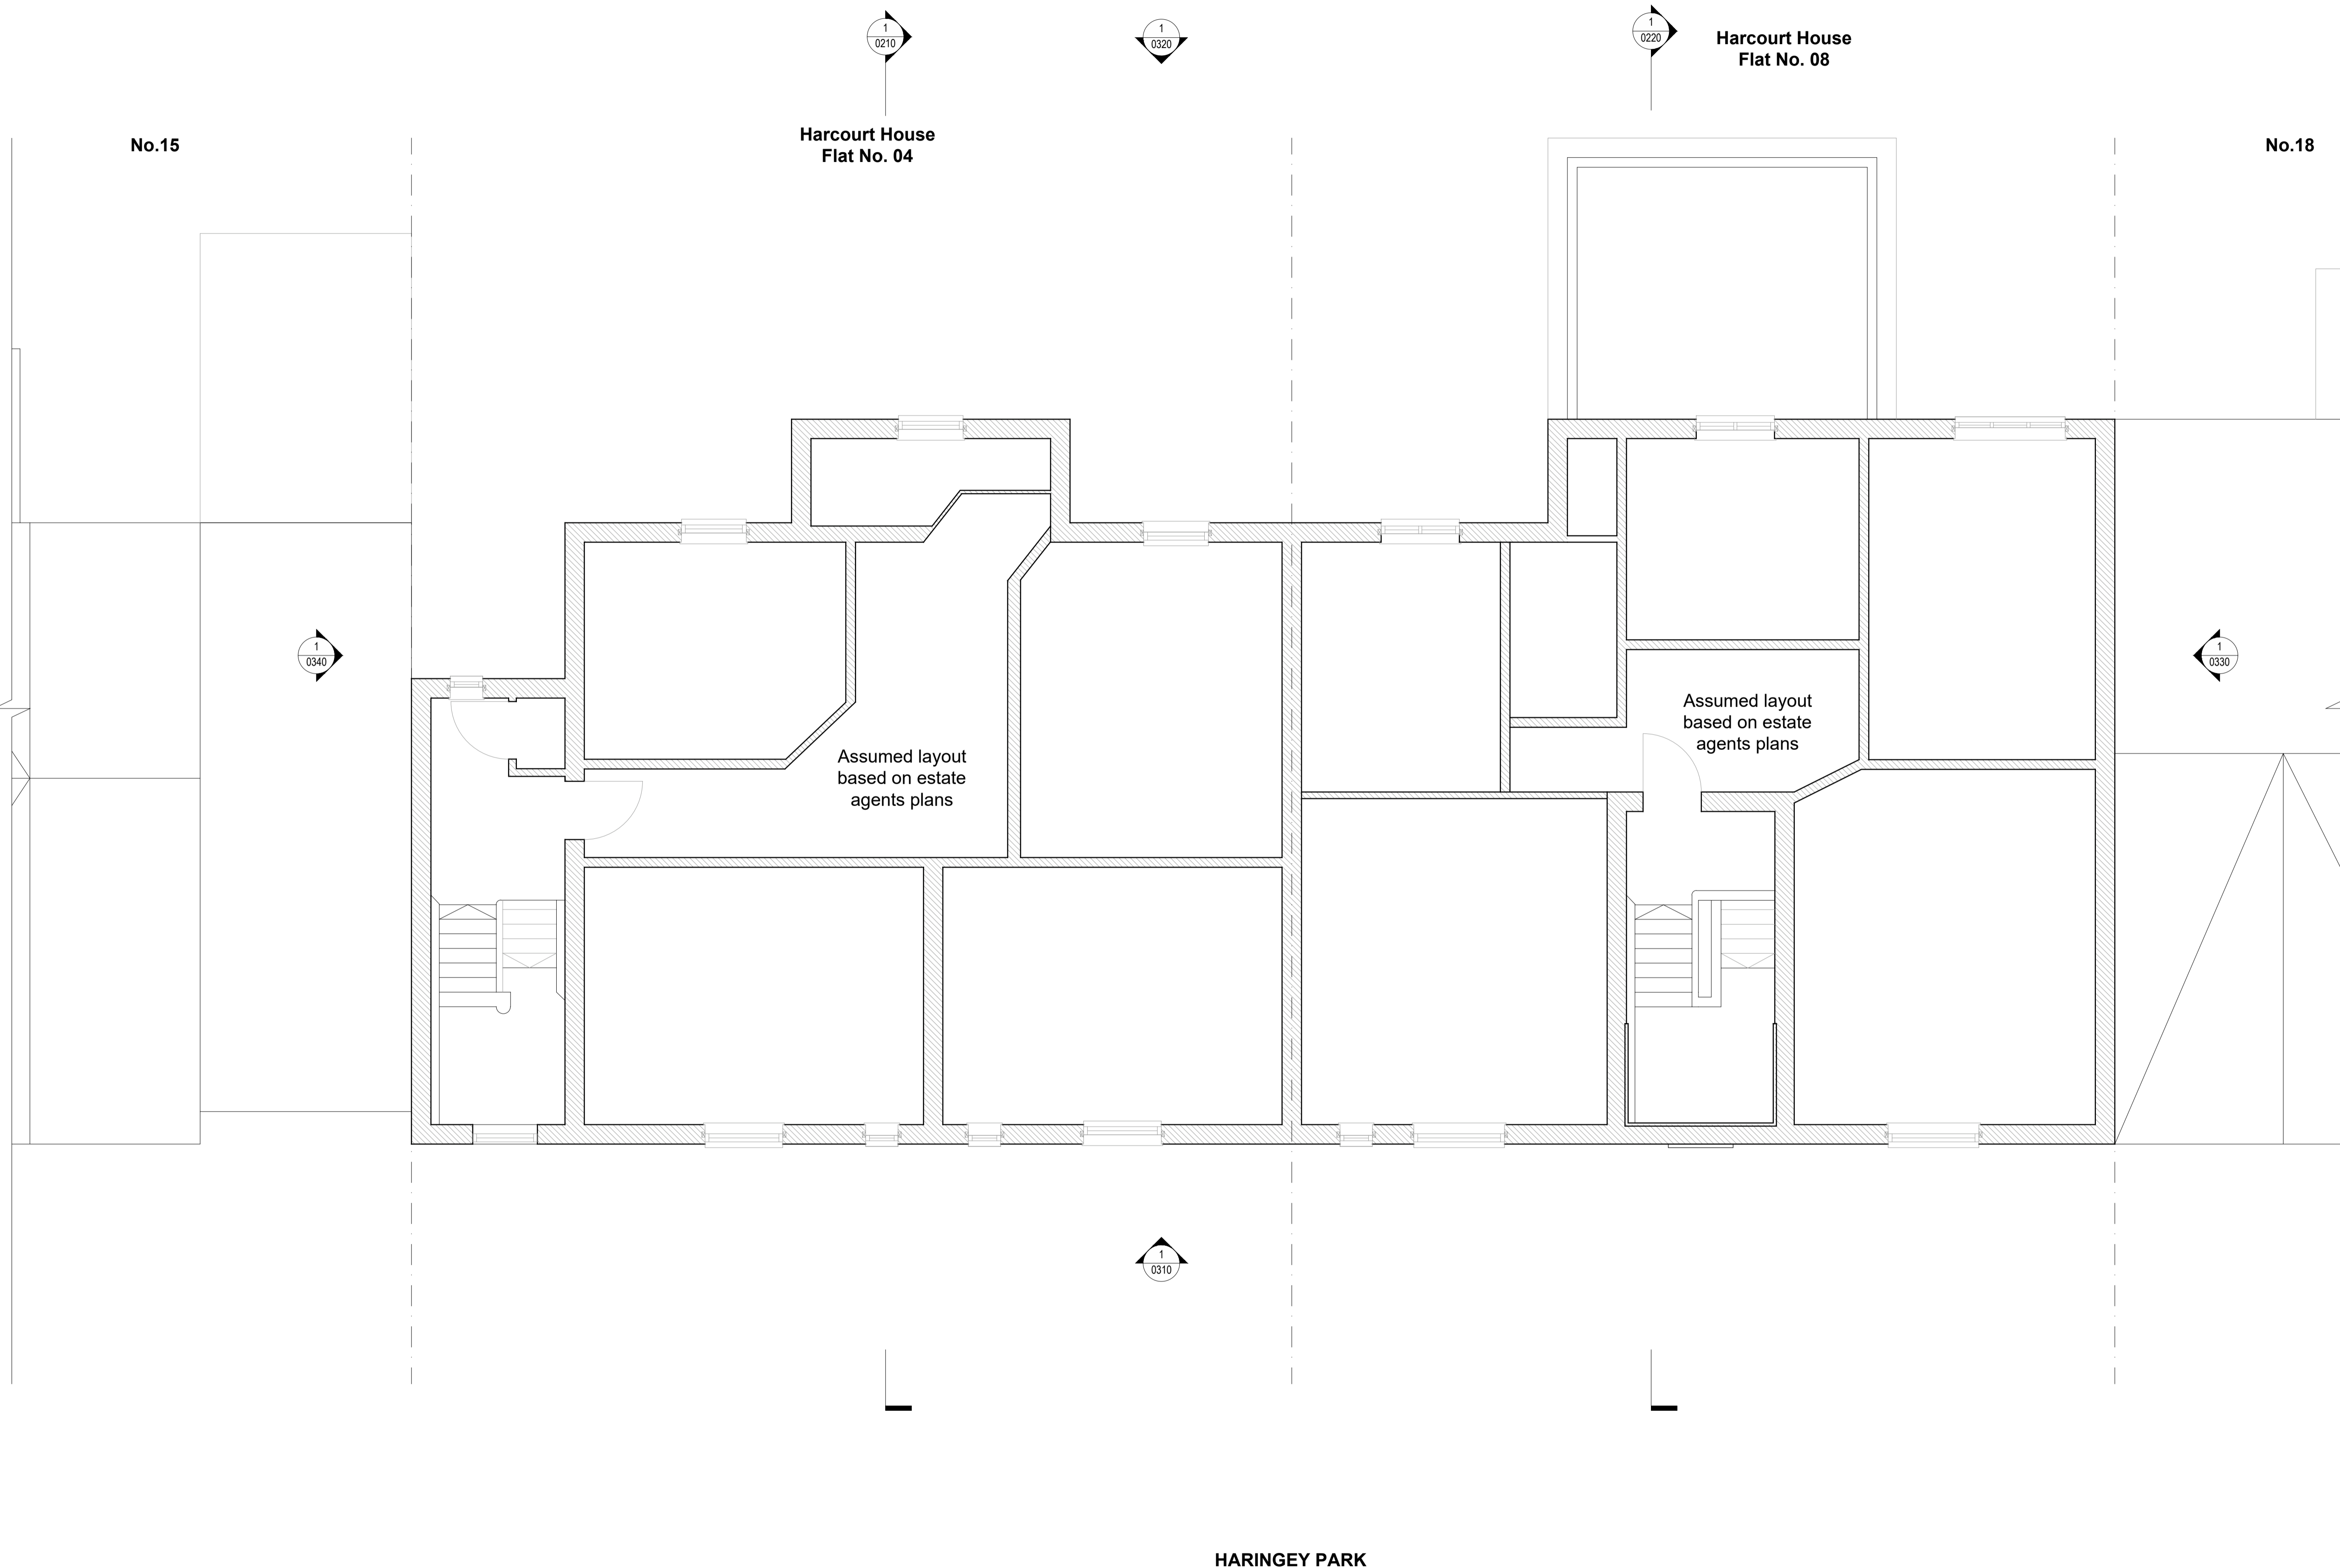 1
0210
1
0320
1
0220
Harcourt House
Flat No. 08
No.15
Harcourt House
Flat No. 04
No.18
1
0340
1
0330
Assumed layout
based on estate
agents plans
Assumed layout
based on estate
agents plans
1
0310
HARINGEY PARK